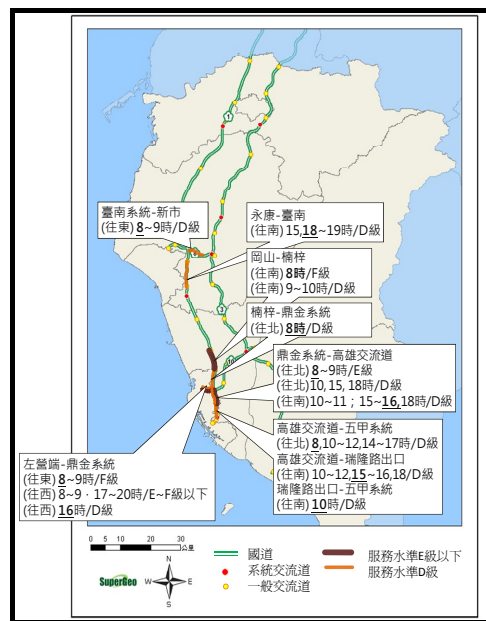 1
臺南系統-新市
(往東) 8~9時/D級
永康-臺南
(往南) 15,18~19時/D級
岡山-楠梓
(往南) 8時/F級
(往南) 9~10時/D級
3
楠梓-鼎金系統
(往北) 8時/D級
10
鼎金系統-高雄交流道
(往北) 8~9時/E級
(往北)10, 15, 18時/D級
(往南)10~11；15~16,18時/D級
高雄交流道-五甲系統
(往北) 8,10~12,14~17時/D級
高雄交流道-瑞隆路出口
(往南) 10~12,15~16,18/D級
瑞隆路出口-五甲系統
(往南) 10時/D級
左營端-鼎金系統
(往東) 8~9時/F級
(往西) 8~9、17~20時/E~F級以下
(往西) 16時/D級
0 5 10 20 30
公里
SuperGeo
N
W E
S
國道
系統交流道
一般交流道
服務水準E級以下
服務水準D級